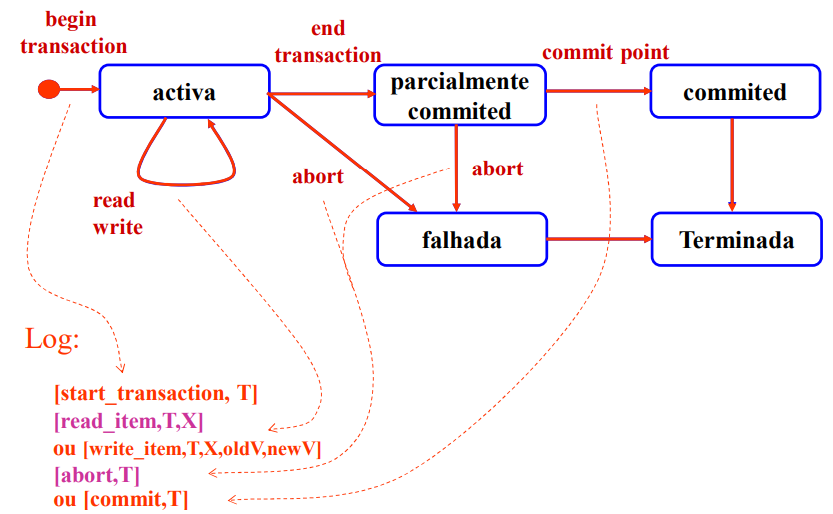 begin
transaction
end
transaction
commit point
activa
parcialmente
commited
commited
read
write
abort
abort
falhada
Terminada
Log:
[start_transaction, T]
[read_item,T,X]
ou [write_item,T,X,oldV,newV]
[abort,T]
ou [commit,T]